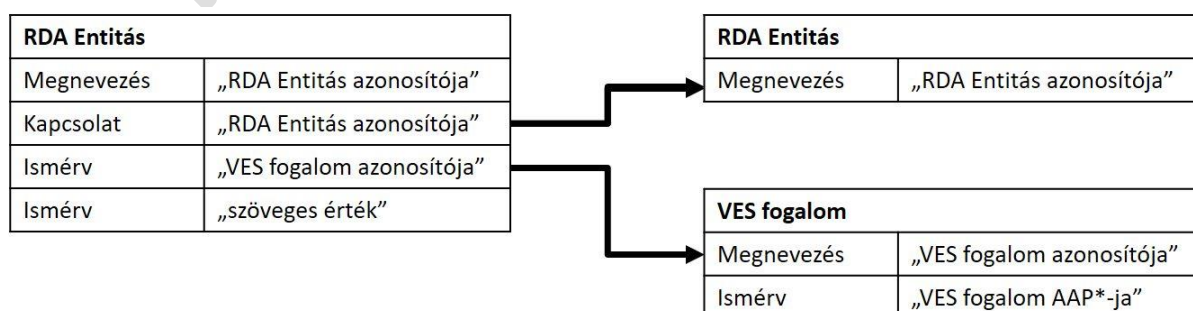 RDA Entitás
Megnevezés „RDA Entitás azonosítója”
Kapcsolat „RDA Entitás azonosítója”
Ismérv „VES fogalom azonosítója”
Ismérv „szöveges érték”
RDA Entitás
Megnevezés „RDA Entitás azonosítója”
VES fogalom
Megnevezés „VES fogalom azonosítója”
Ismérv „VES fogalom AAP*-ja”